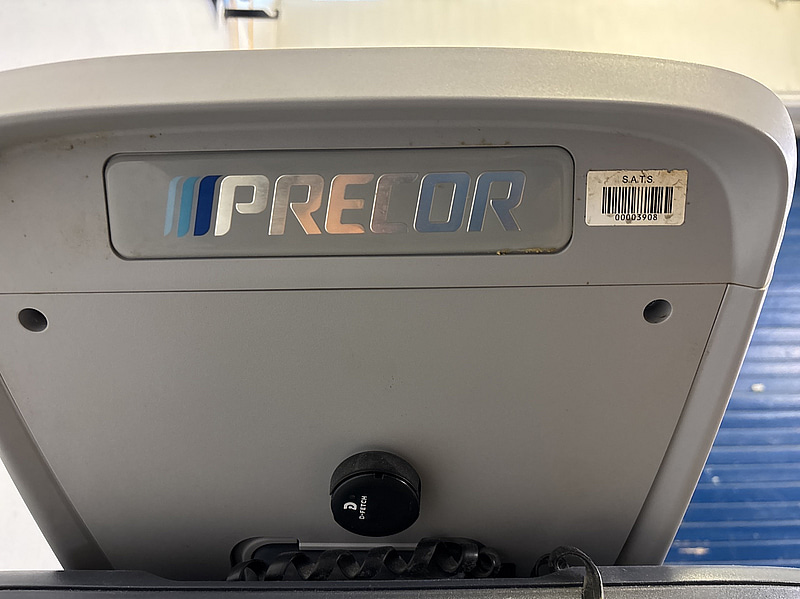 PRECOR
S.A.T.S.
00003908
D-FETCH